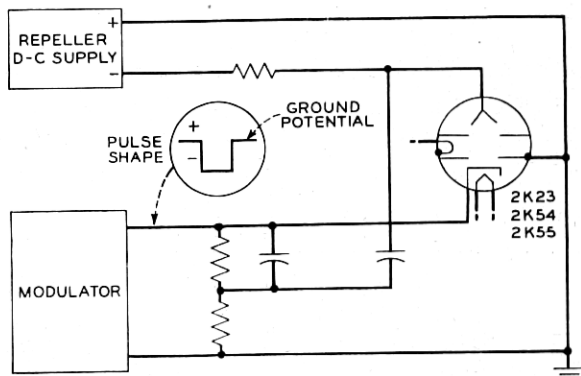 REPELLER
D-C SUPPLY
+
−
+
−
PULSE
SHAPE
GROUND
POTENTIAL
2K23
2K54
2K55
MODULATOR